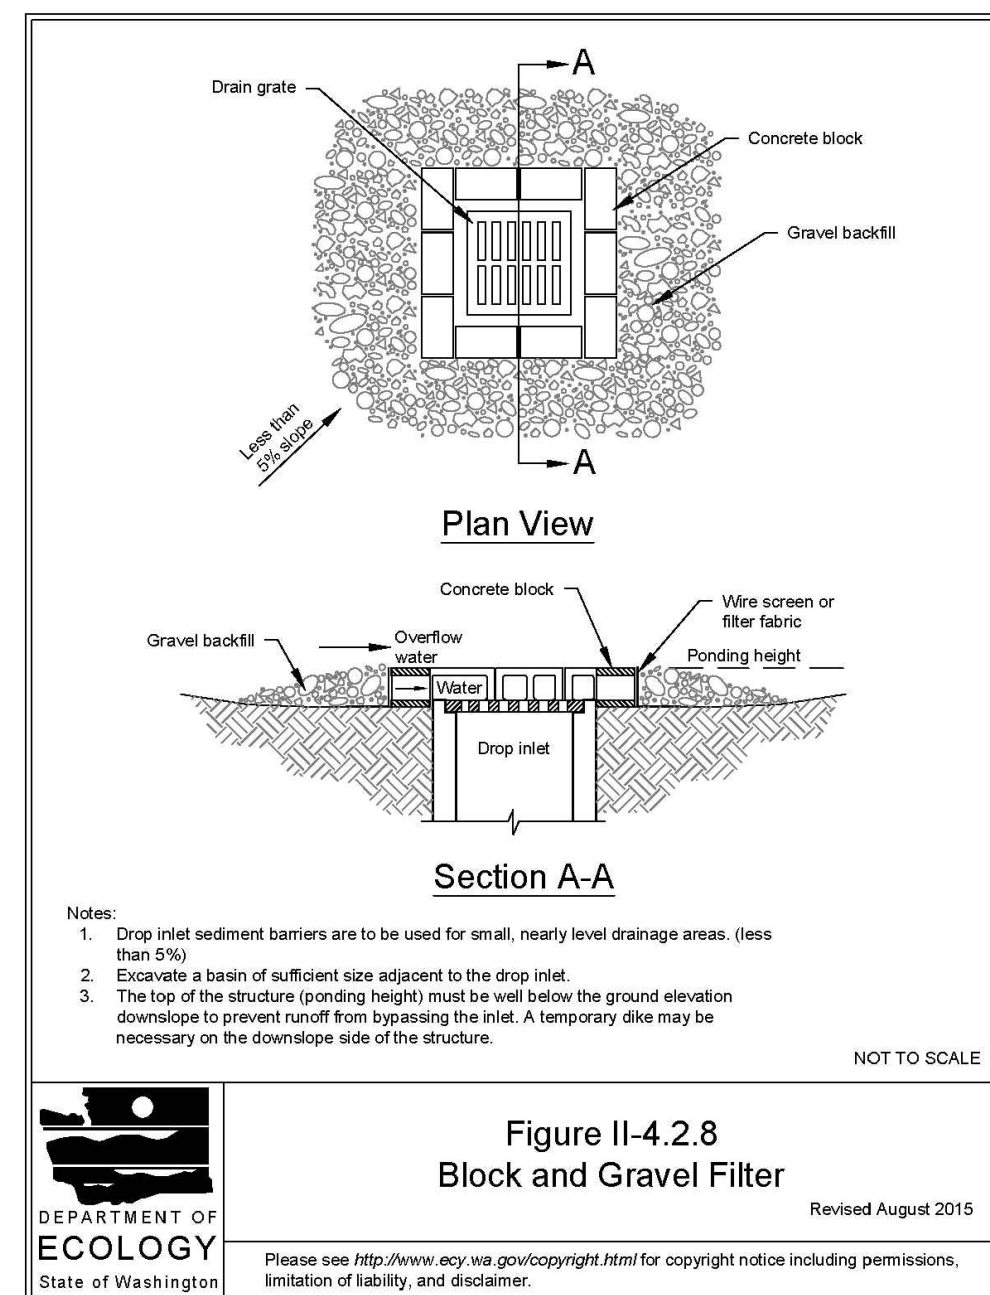 A
Drain grate
Concrete block
Gravel backfill
Less than
5% slope
A
Plan View
Concrete block
Wire screen or
filter fabric
Gravel backfill
Overflow
water
Ponding height
Water
Drop inlet
Section A-A
Notes:
1. Drop inlet sediment barriers are to be used for small, nearly level drainage areas. (less
than 5%)
2. Excavate a basin of sufficient size adjacent to the drop inlet.
3. The top of the structure (ponding height) must be well below the ground elevation
downslope to prevent runoff from bypassing the inlet. A temporary dike may be
necessary on the downslope side of the structure.
NOT TO SCALE
Figure II-4.2.8
Block and Gravel Filter
Revised August 2015
DEPARTMENT OF
ECOLOGY
State of Washington
Please see http://www.ecy.wa.gov/copyright.html for copyright notice including permissions,
limitation of liability, and disclaimer.